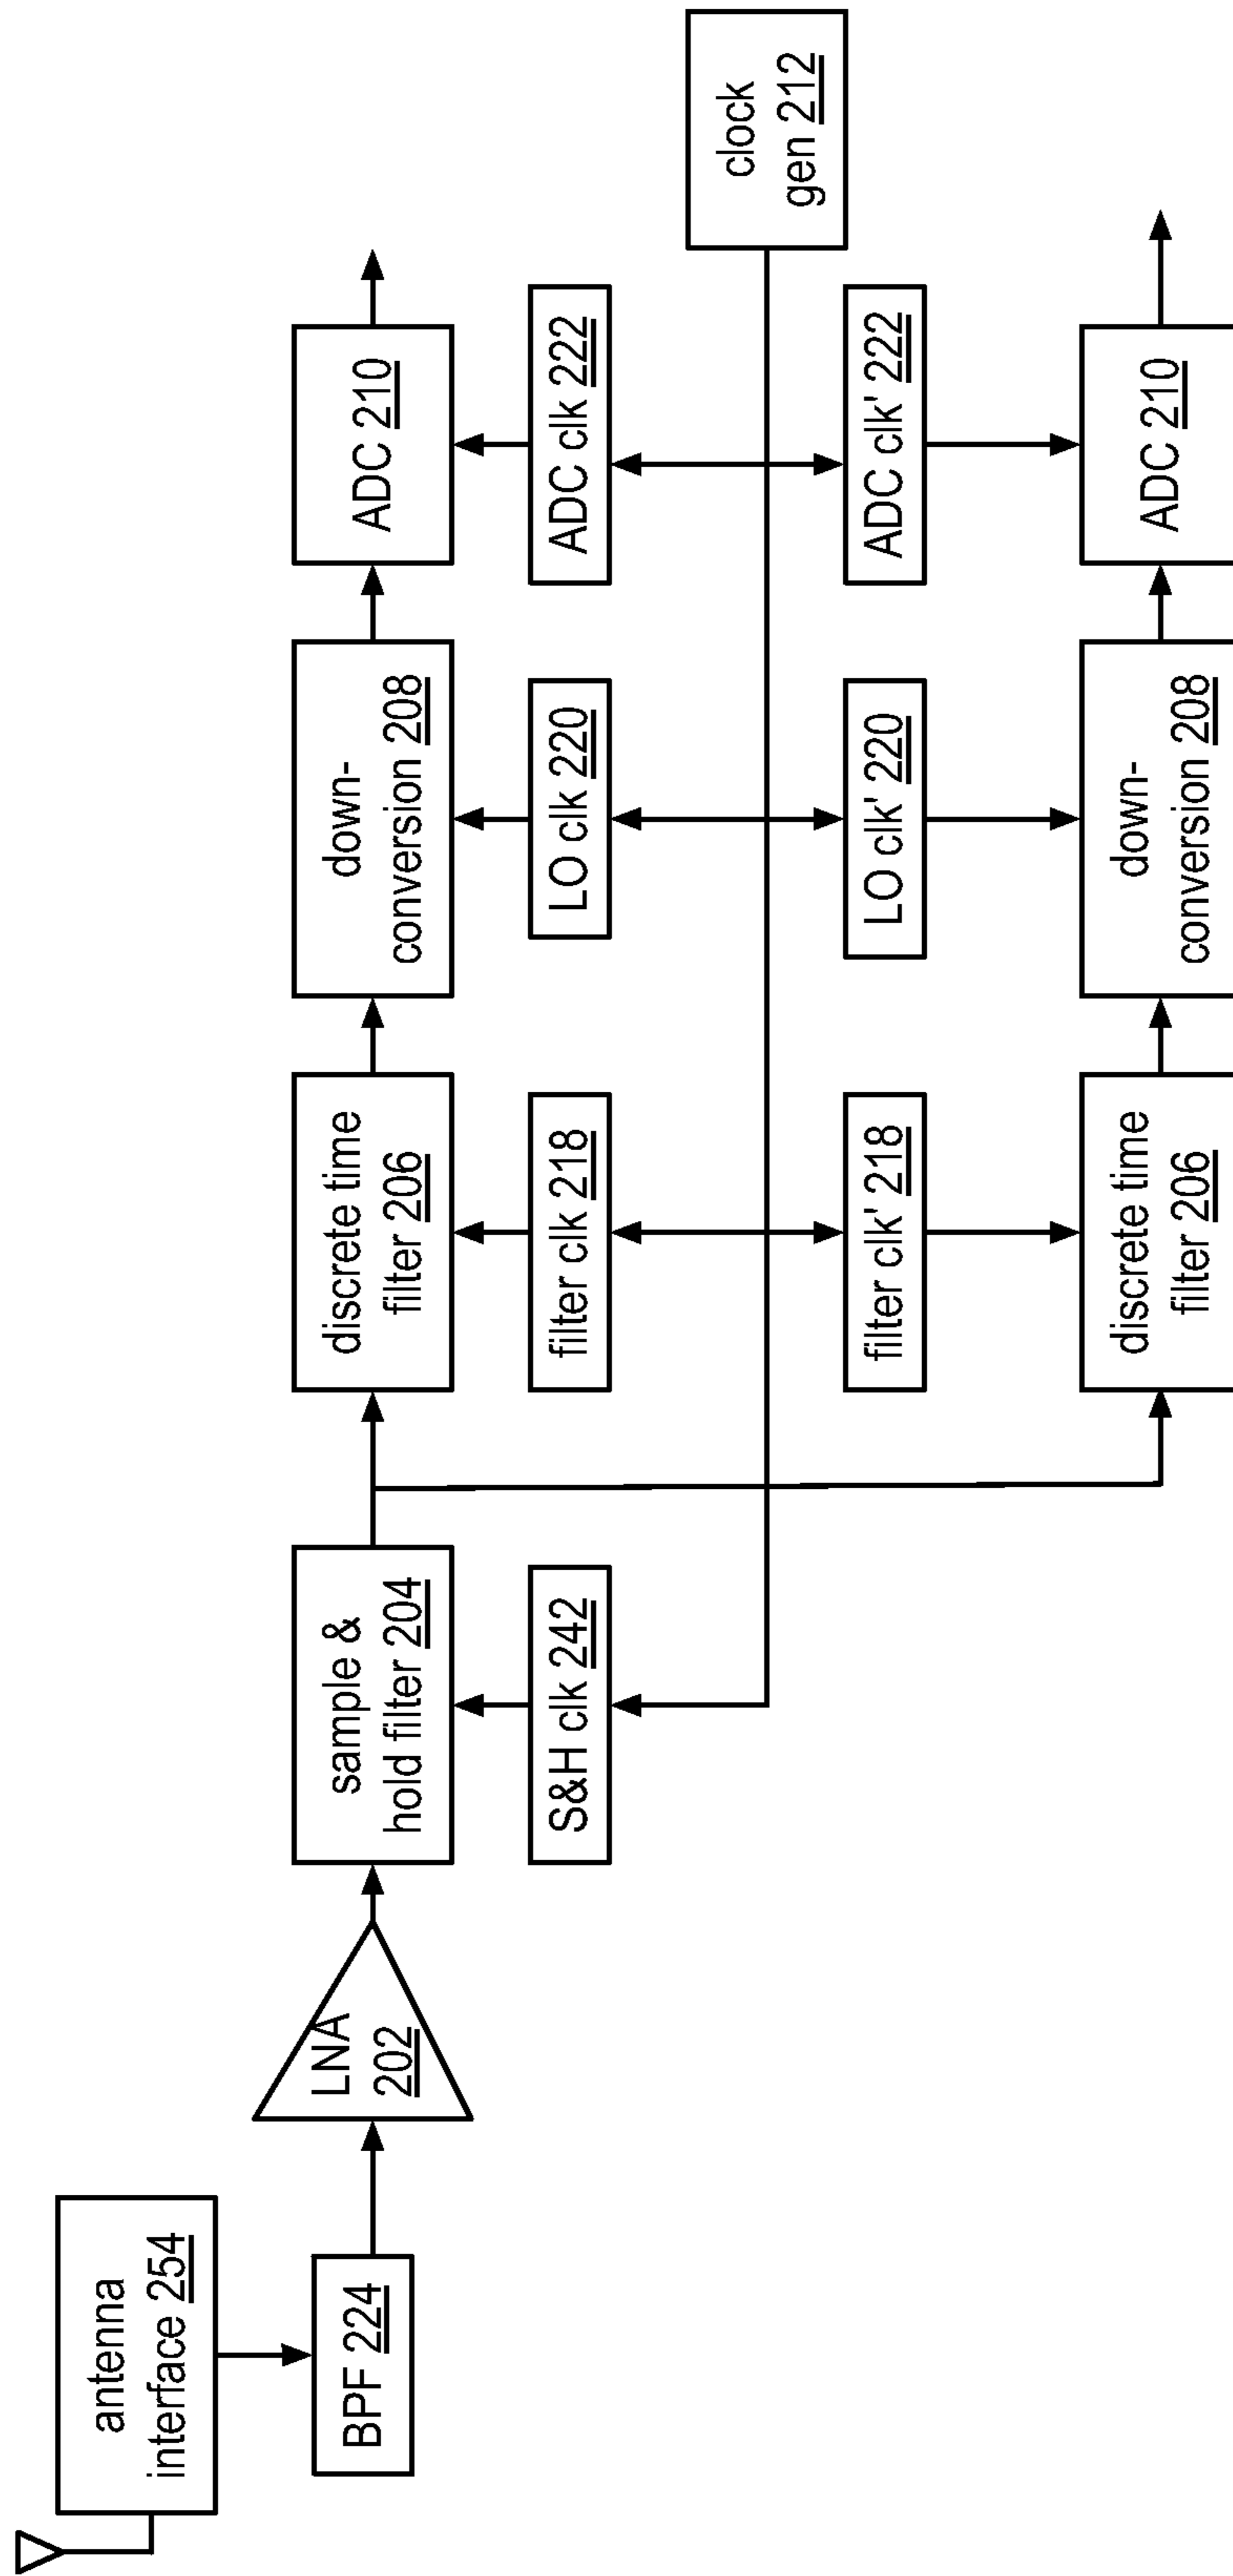 antenna
interface 254
BPF 224
LNA
202
sample &
hold filter 204
S&H clk 242
discrete time
filter 206
down-
conversion 208
ADC 210
filter clk 218
LO clk 220
ADC clk 222
clock
gen 212
filter clk' 218
LO clk' 220
ADC clk' 222
discrete time
filter 206
down-
conversion 208
ADC 210